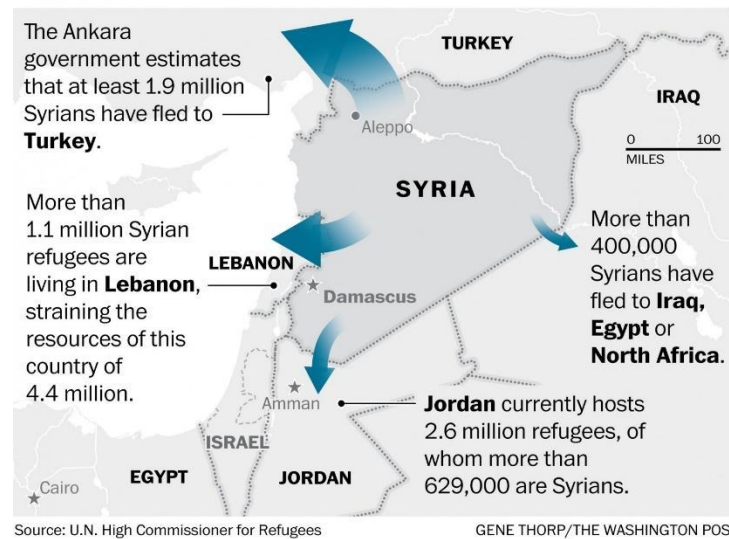 The Ankara
government estimates
that at least 1.9 million
Syrians have fled to
Turkey.
TURKEY
IRAQ
Aleppo
0 100
MILES
SYRIA
More than
1.1 million Syrian
refugees are
living in Lebanon,
straining the
resources of this
country of
4.4 million.
LEBANON
Damascus
More than
400,000
Syrians have
fled to Iraq,
Egypt or
North Africa.
Amman
Jordan currently hosts
2.6 million refugees, of
whom more than
629,000 are Syrians.
ISRAEL
EGYPT
JORDAN
Cairo
Source: U.N. High Commissioner for Refugees
GENE THORP/THE WASHINGTON POS